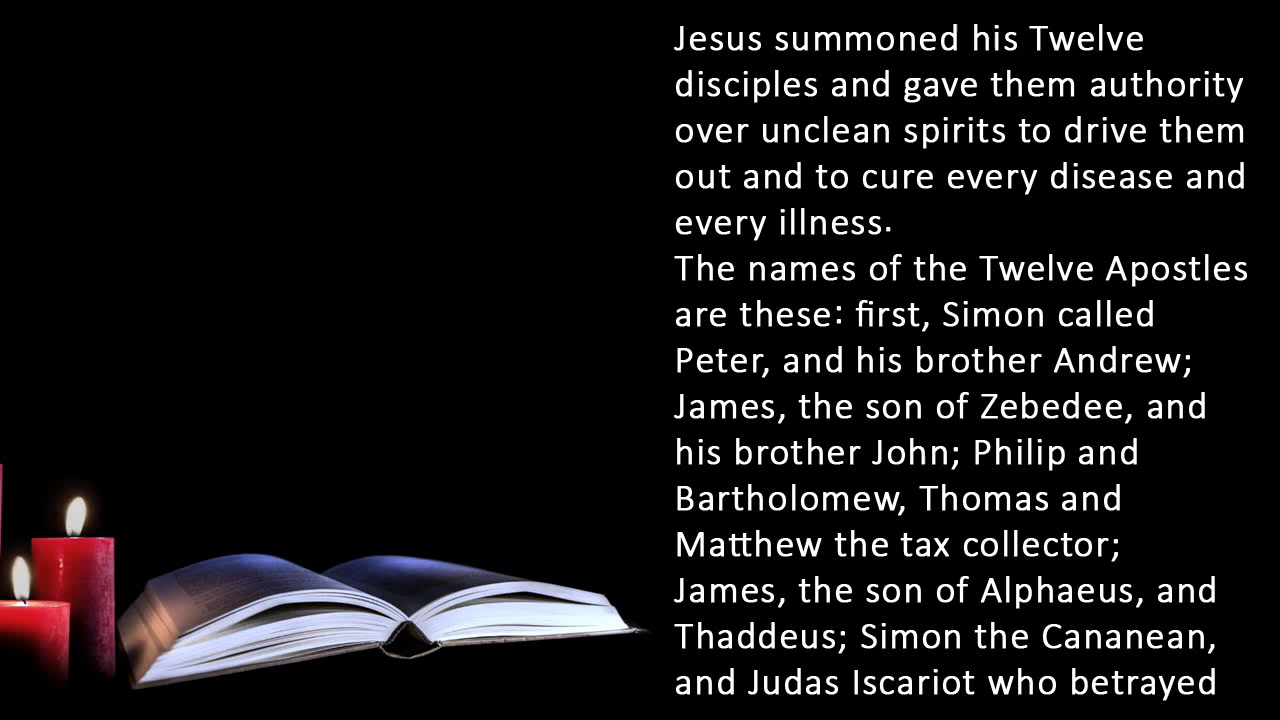 Jesus summoned his Twelve
disciples and gave them authority
over unclean spirits to drive them
out and to cure every disease and
every illness.
The names of the Twelve Apostles
are these: first, Simon called
Peter, and his brother Andrew;
James, the son of Zebedee, and
his brother John; Philip and
Bartholomew, Thomas and
Matthew the tax collector;
James, the son of Alphaeus, and
Thaddeus; Simon the Cananean,
and Judas Iscariot who betrayed